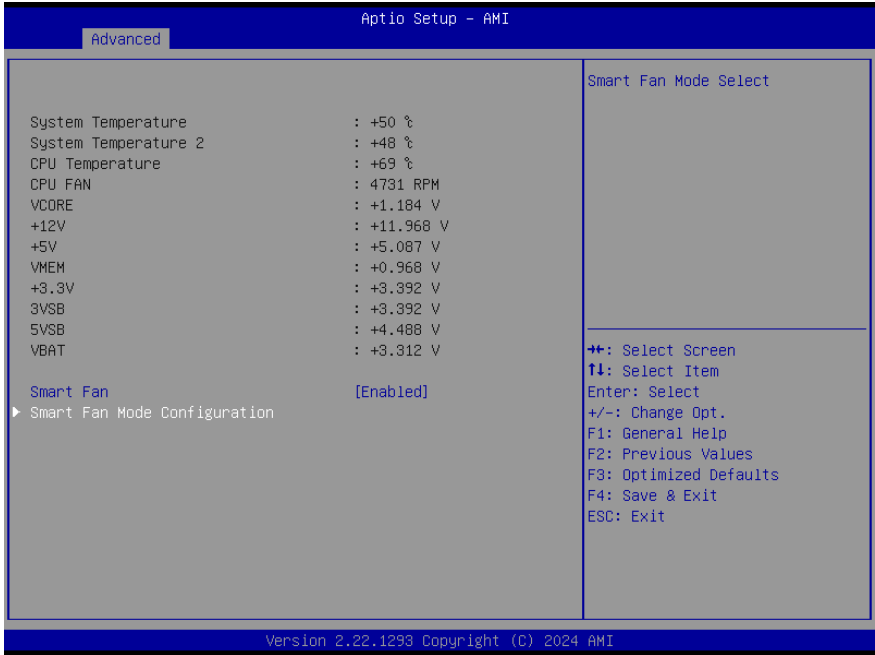 Aptio Setup – AMI
Advanced
System Temperature : +50 ℃
System Temperature 2 : +48 ℃
CPU Temperature : +69 ℃
CPU FAN : 4731 RPM
VCORE : +1.184 V
+12V : +11.968 V
+5V : +5.087 V
VMEM : +0.968 V
+3.3V : +3.392 V
3VSB : +3.392 V
5VSB : +4.488 V
VBAT : +3.312 V
Smart Fan [Enabled]
▶ Smart Fan Mode Configuration
Smart Fan Mode Select
→←: Select Screen
↑↓: Select Item
Enter: Select
+/-: Change Opt.
F1: General Help
F2: Previous Values
F3: Optimized Defaults
F4: Save & Exit
ESC: Exit
Version 2.22.1293 Copyright (C) 2024 AMI